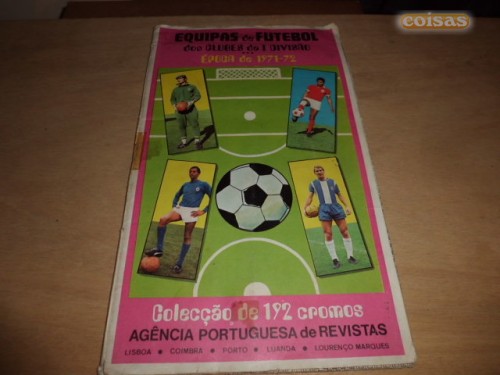 coisas
EQUIPAS de FUTEBOL
dos CLUBES da I DIVISÃO
ÉPOCA de 1971-72
Colecção de 192 cromos
AGÊNCIA PORTUGUESA de REVISTAS
LISBOA • COIMBRA • PORTO • LUANDA • LOURENÇO MARQUES